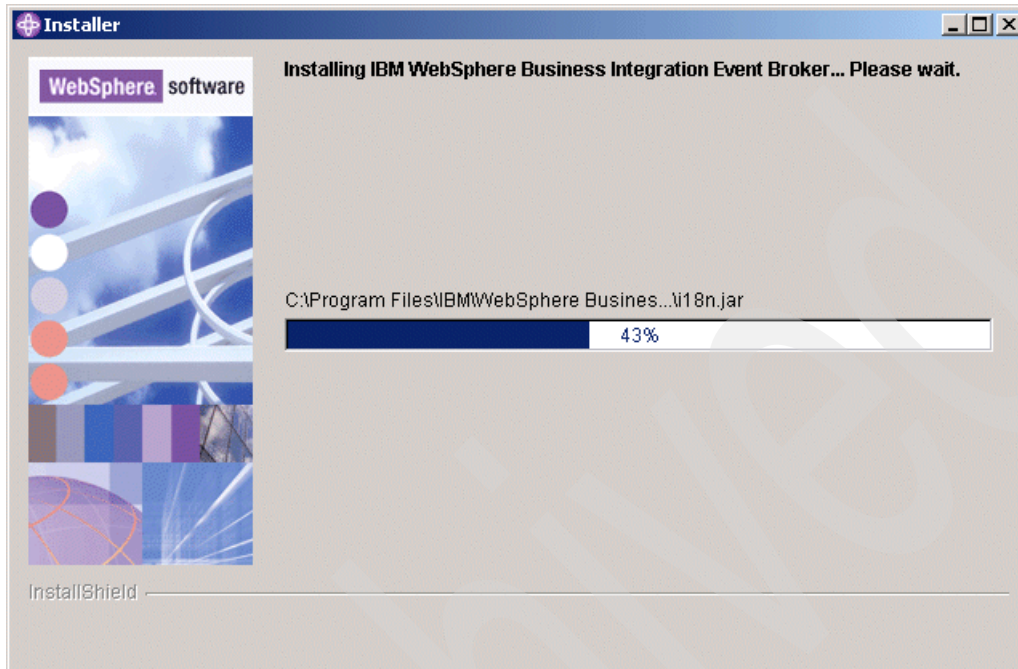 Installer
WebSphere software
Installing IBM WebSphere Business Integration Event Broker... Please wait.
C:\Program Files\IBM\WebSphere Busines...\i18n.jar
43%
InstallShield